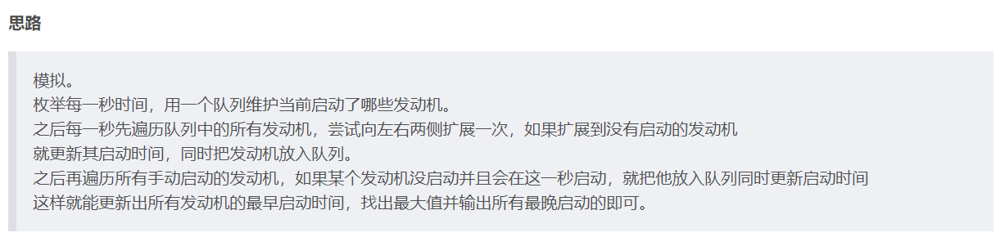 思路
模拟。
枚举每一秒时间，用一个队列维护当前启动了哪些发动机。
之后每一秒先遍历队列中的所有发动机，尝试向左右两侧扩展一次，如果扩展到没有启动的发动机
就更新其启动时间，同时把发动机放入队列。
之后再遍历所有手动启动的发动机，如果某个发动机没启动并且会在这一秒启动，就把他放入队列同时更新启动时间
这样就能更新出所有发动机的最早启动时间，找出最大值并输出所有最晚启动的即可。